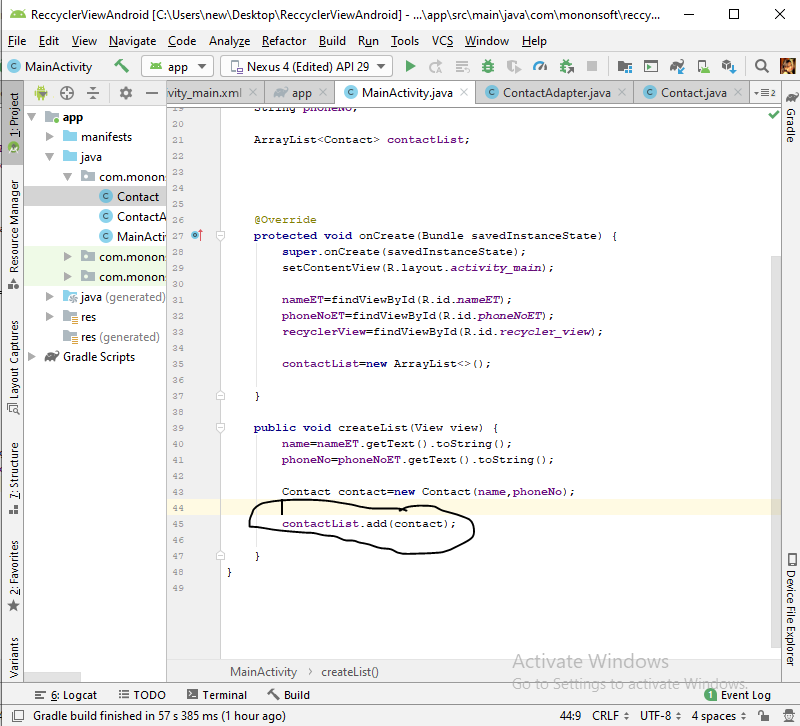 ReccyclerViewAndroid [C:\Users\new\Desktop\ReccyclerViewAndroid] - ...\app\src\main\java\com\mononsoft\reccy...
File Edit View Navigate Code Analyze Refactor Build Run Tools VCS Window Help
MainActivity app Nexus 4 (Edited) API 29
vity_main.xml app MainActivity.java ContactAdapter.java Contact.java 2
1: Project
Resource Manager
Layout Captures
7: Structure
2: Favorites
Variants
app
manifests
java
com.monon
Contact
ContactA
MainActi
com.monons
com.monons
java (generated)
res
res (generated)
Gradle Scripts
19 String phoneNo;
20
21 ArrayList<Contact> contactList;
22
23
24
25
26 @Override
27 protected void onCreate(Bundle savedInstanceState) {
28 super.onCreate(savedInstanceState);
29 setContentView(R.layout.activity_main);
30
31 nameET=findViewById(R.id.nameET);
32 phoneNoET=findViewById(R.id.phoneNoET);
33 recyclerView=findViewById(R.id.recycler_view);
34
35 contactList=new ArrayList<>();
36
37 }
38
39 public void createList(View view) {
40 name=nameET.getText().toString();
41 phoneNo=phoneNoET.getText().toString();
42
43 Contact contact=new Contact(name,phoneNo);
44
45 contactList.add(contact);
46
47 }
48 }
49
Gradle
Device File Explorer
MainActivity › createList()
Activate Windows
Go to Settings to activate Windows.
6: Logcat TODO Terminal Build 1 Event Log
Gradle build finished in 57 s 385 ms (1 hour ago) 44:9 CRLF UTF-8 4 spaces